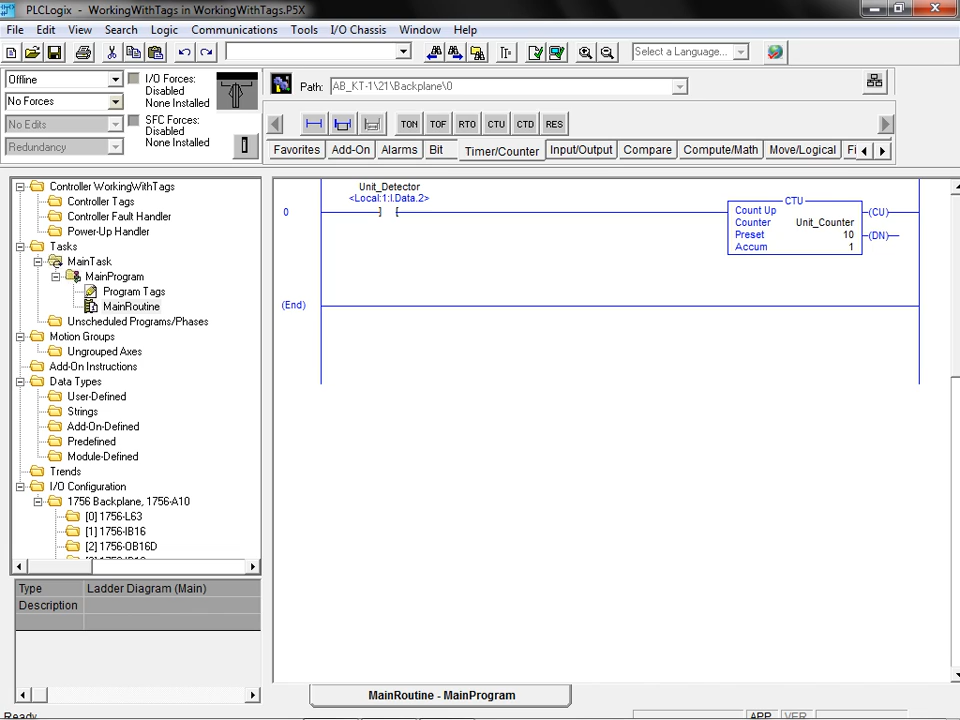 PLCLogix - WorkingWithTags in WorkingWithTags.P5X
File Edit View Search Logic Communications Tools I/O Chassis Window Help
Select a Language...
Offline
No Forces
No Edits
Redundancy
I/O Forces:
Disabled
None Installed
SFC Forces:
Disabled
None Installed
Path: AB_KT-1\21\Backplane\0
TON TOF RTO CTU CTD RES
Favorites Add-On Alarms Bit Timer/Counter Input/Output Compare Compute/Math Move/Logical Fi
Controller WorkingWithTags
Controller Tags
Controller Fault Handler
Power-Up Handler
Tasks
MainTask
MainProgram
Program Tags
MainRoutine
Unscheduled Programs/Phases
Motion Groups
Ungrouped Axes
Add-On Instructions
Data Types
User-Defined
Strings
Add-On-Defined
Predefined
Module-Defined
Trends
I/O Configuration
1756 Backplane, 1756-A10
[0] 1756-L63
[1] 1756-IB16
[2] 1756-OB16D
Type Ladder Diagram (Main)
Description
Unit_Detector
<Local:1:I.Data.2>
0
CTU
Count Up
Counter Unit_Counter
Preset 10
Accum 1
(CU)
(DN)
(End)
MainRoutine - MainProgram
Ready
APP VER